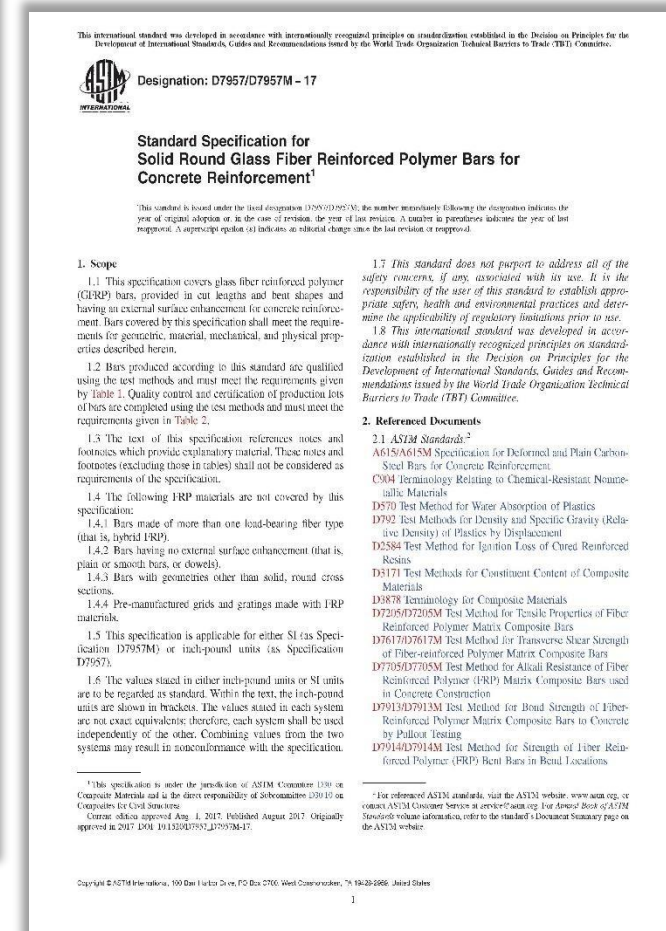 This international standard was developed in accordance with internationally recognized principles on standardization established in the Decision on Principles for the
Development of International Standards, Guides and Recommendations issued by the World Trade Organization Technical Barriers to Trade (TBT) Committee.
ASTM
INTERNATIONAL
Designation: D7957/D7957M – 17
Standard Specification for
Solid Round Glass Fiber Reinforced Polymer Bars for
Concrete Reinforcement¹
This standard is issued under the fixed designation D7957/D7957M; the number immediately following the designation indicates the
year of original adoption or, in the case of revision, the year of last revision. A number in parentheses indicates the year of last
reapproval. A superscript epsilon (ε) indicates an editorial change since the last revision or reapproval.
1. Scope
1.1 This specification covers glass fiber reinforced polymer
(GFRP) bars, provided in cut lengths and bent shapes and
having an external surface enhancement for concrete reinforce-
ment. Bars covered by this specification shall meet the require-
ments for geometric, material, mechanical, and physical prop-
erties described herein.
1.2 Bars produced according to this standard are qualified
using the test methods and must meet the requirements given
by Table 1. Quality control and certification of production lots
of bars are completed using the test methods and must meet the
requirements given in Table 2.
1.3 The text of this specification references notes and
footnotes which provide explanatory material. These notes and
footnotes (excluding those in tables) shall not be considered as
requirements of the specification.
1.4 The following FRP materials are not covered by this
specification:
1.4.1 Bars made of more than one load-bearing fiber type
(that is, hybrid FRP).
1.4.2 Bars having no external surface enhancement (that is,
plain or smooth bars, or dowels).
1.4.3 Bars with geometries other than solid, round cross
sections.
1.4.4 Pre-manufactured grids and gratings made with FRP
materials.
1.5 This specification is applicable for either SI (as Speci-
fication D7957M) or inch-pound units (as Specification
D7957).
1.6 The values stated in either inch-pound units or SI units
are to be regarded as standard. Within the text, the inch-pound
units are shown in brackets. The values stated in each system
are not exact equivalents; therefore, each system shall be used
independently of the other. Combining values from the two
systems may result in nonconformance with the specification.
¹ This specification is under the jurisdiction of ASTM Committee D30 on
Composite Materials and is the direct responsibility of Subcommittee D30.10 on
Composites for Civil Structures.
Current edition approved Aug. 1, 2017. Published August 2017. Originally
approved in 2017. DOI: 10.1520/D7957_D7957M-17.
1.7 This standard does not purport to address all of the
safety concerns, if any, associated with its use. It is the
responsibility of the user of this standard to establish appro-
priate safety, health and environmental practices and deter-
mine the applicability of regulatory limitations prior to use.
1.8 This international standard was developed in accor-
dance with internationally recognized principles on standard-
ization established in the Decision on Principles for the
Development of International Standards, Guides and Recom-
mendations issued by the World Trade Organization Technical
Barriers to Trade (TBT) Committee.
2. Referenced Documents
2.1 ASTM Standards:²
A615/A615M Specification for Deformed and Plain Carbon-
Steel Bars for Concrete Reinforcement
C904 Terminology Relating to Chemical-Resistant Nonme-
tallic Materials
D570 Test Method for Water Absorption of Plastics
D792 Test Methods for Density and Specific Gravity (Rela-
tive Density) of Plastics by Displacement
D2584 Test Method for Ignition Loss of Cured Reinforced
Resins
D3171 Test Methods for Constituent Content of Composite
Materials
D3878 Terminology for Composite Materials
D7205/D7205M Test Method for Tensile Properties of Fiber
Reinforced Polymer Matrix Composite Bars
D7617/D7617M Test Method for Transverse Shear Strength
of Fiber-reinforced Polymer Matrix Composite Bars
D7705/D7705M Test Method for Alkali Resistance of Fiber
Reinforced Polymer (FRP) Matrix Composite Bars used
in Concrete Construction
D7913/D7913M Test Method for Bond Strength of Fiber-
Reinforced Polymer Matrix Composite Bars to Concrete
by Pullout Testing
D7914/D7914M Test Method for Strength of Fiber Rein-
forced Polymer (FRP) Bent Bars in Bend Locations
² For referenced ASTM standards, visit the ASTM website, www.astm.org, or
contact ASTM Customer Service at service@astm.org. For Annual Book of ASTM
Standards volume information, refer to the standard's Document Summary page on
the ASTM website.
Copyright © ASTM International, 100 Barr Harbor Drive, PO Box C700, West Conshohocken, PA 19428-2959. United States
1